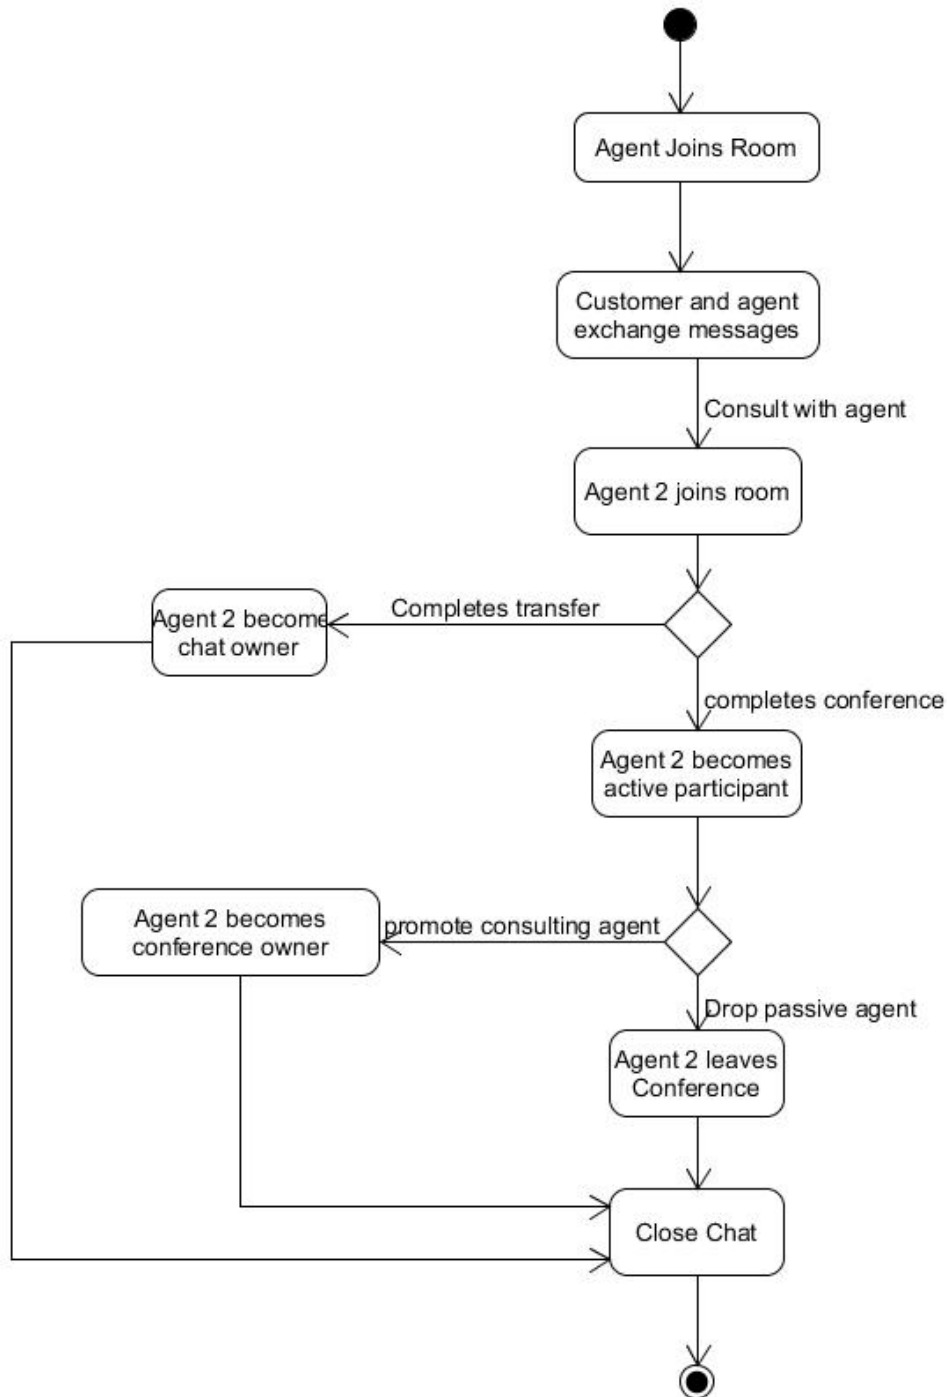 Agent Joins Room
Customer and agent
exchange messages
Consult with agent
Agent 2 joins room
Completes transfer
Agent 2 become
chat owner
completes conference
Agent 2 becomes
active participant
promote consulting agent
Agent 2 becomes
conference owner
Drop passive agent
Agent 2 leaves
Conference
Close Chat